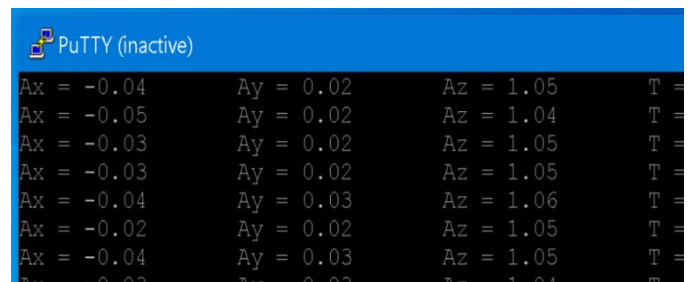 PuTTY (inactive)
Ax = -0.04 Ay = 0.02 Az = 1.05 T =
Ax = -0.05 Ay = 0.02 Az = 1.04 T =
Ax = -0.03 Ay = 0.02 Az = 1.05 T =
Ax = -0.03 Ay = 0.02 Az = 1.05 T =
Ax = -0.04 Ay = 0.03 Az = 1.06 T =
Ax = -0.02 Ay = 0.02 Az = 1.05 T =
Ax = -0.04 Ay = 0.03 Az = 1.05 T =